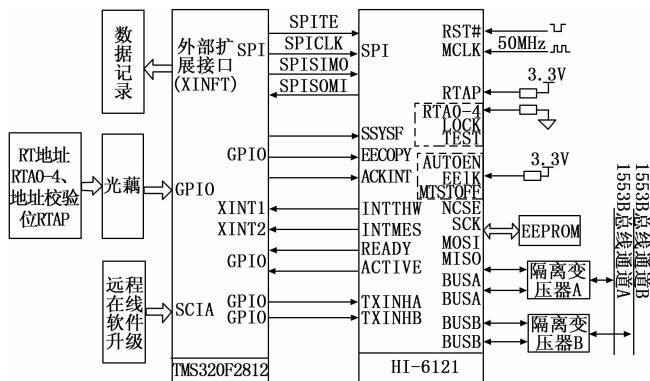 数据记录
外部扩
展接口
(XINFT)
SPI
SPITE
SPICLK
SPISIMO
SPISOMI
SPI
RST#
MCLK
50MHz
RTAP
3.3V
RTA0-4
LOCK
TEST
RT地址
RTA0-4、
地址校验
位RTAP
光藕
GPIO
GPIO
SSYSF
EECOPY
ACKINT
AUTOEN
EE1K
MTSTOFF
3.3V
XINT1
XINT2
GPIO
INTTHW
INTMES
READY
ACTIVE
NCSE
SCK
MOSI
MISO
EEPROM
远程
在线
软件
升级
SCIA
GPIO
GPIO
TXINHA
TXINHB
BUSA
BUSA
隔离变
压器A
BUSB
BUSB
隔离变
压器B
1553B总线通道A
1553B总线通道B
TMS320F2812
HI-6121